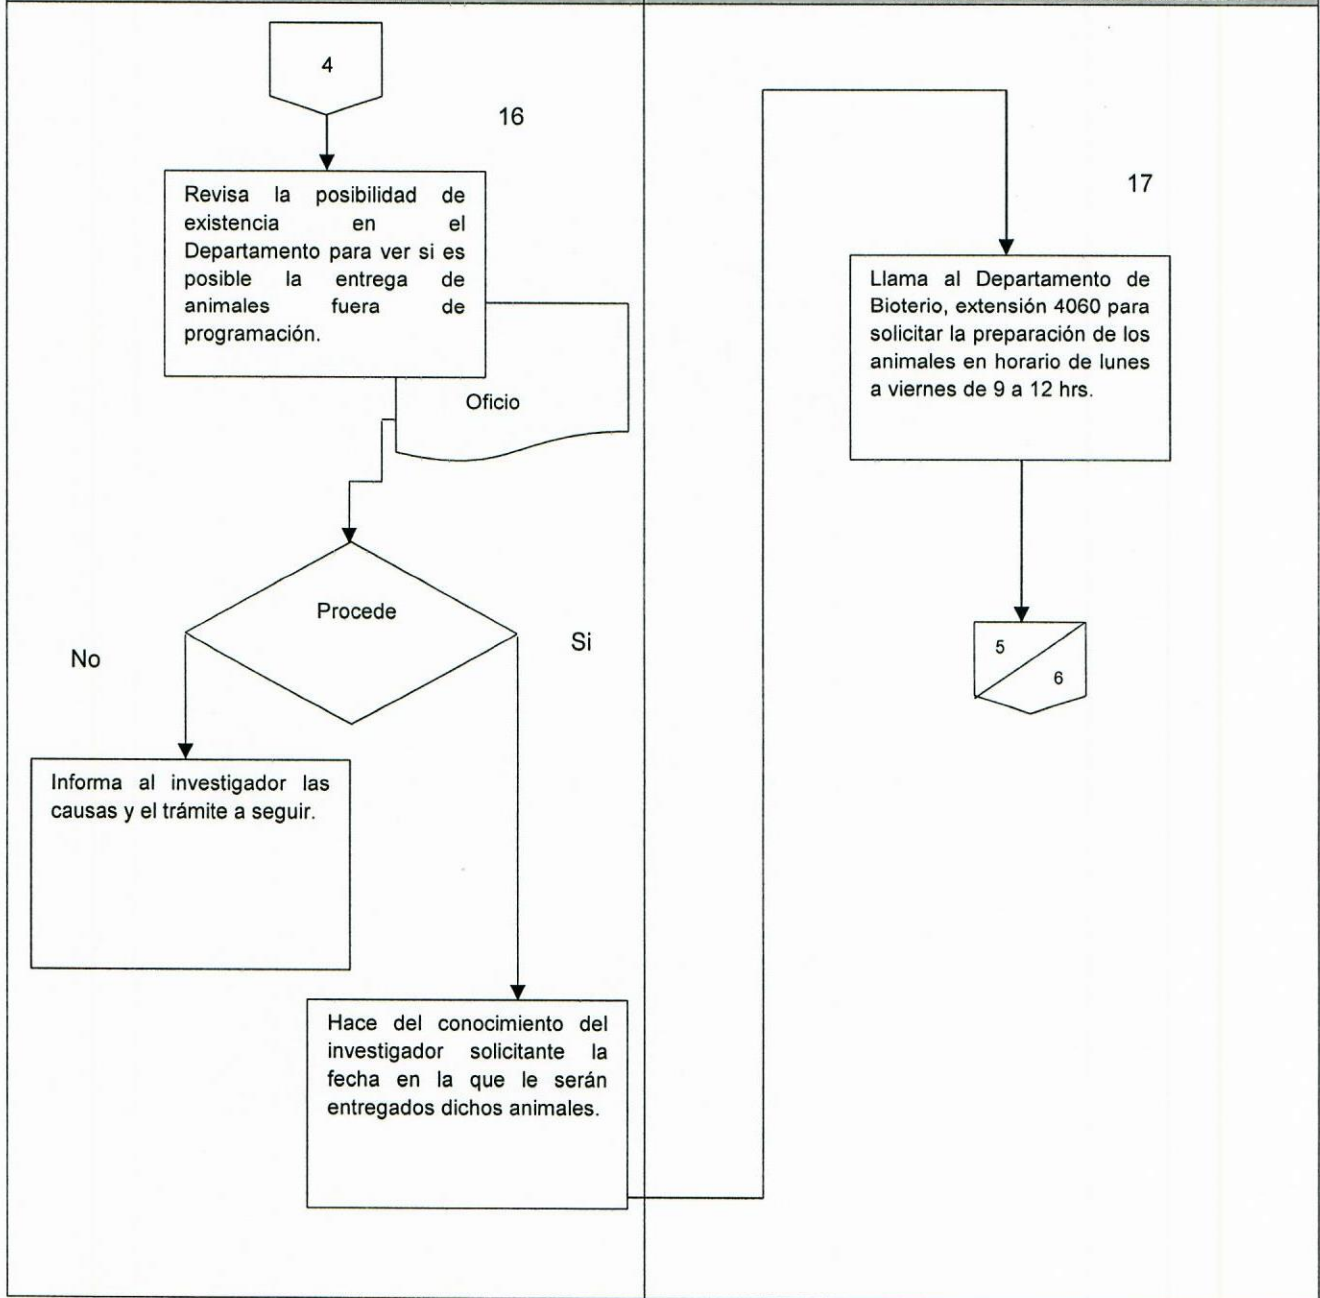 4
16
Revisa la posibilidad de
existencia en el
Departamento para ver si es
posible la entrega de
animales fuera de
programación.
Oficio
Procede
No
Si
Informa al investigador las
causas y el trámite a seguir.
Hace del conocimiento del
investigador solicitante la
fecha en la que le serán
entregados dichos animales.
17
Llama al Departamento de
Bioterio, extensión 4060 para
solicitar la preparación de los
animales en horario de lunes
a viernes de 9 a 12 hrs.
5
6